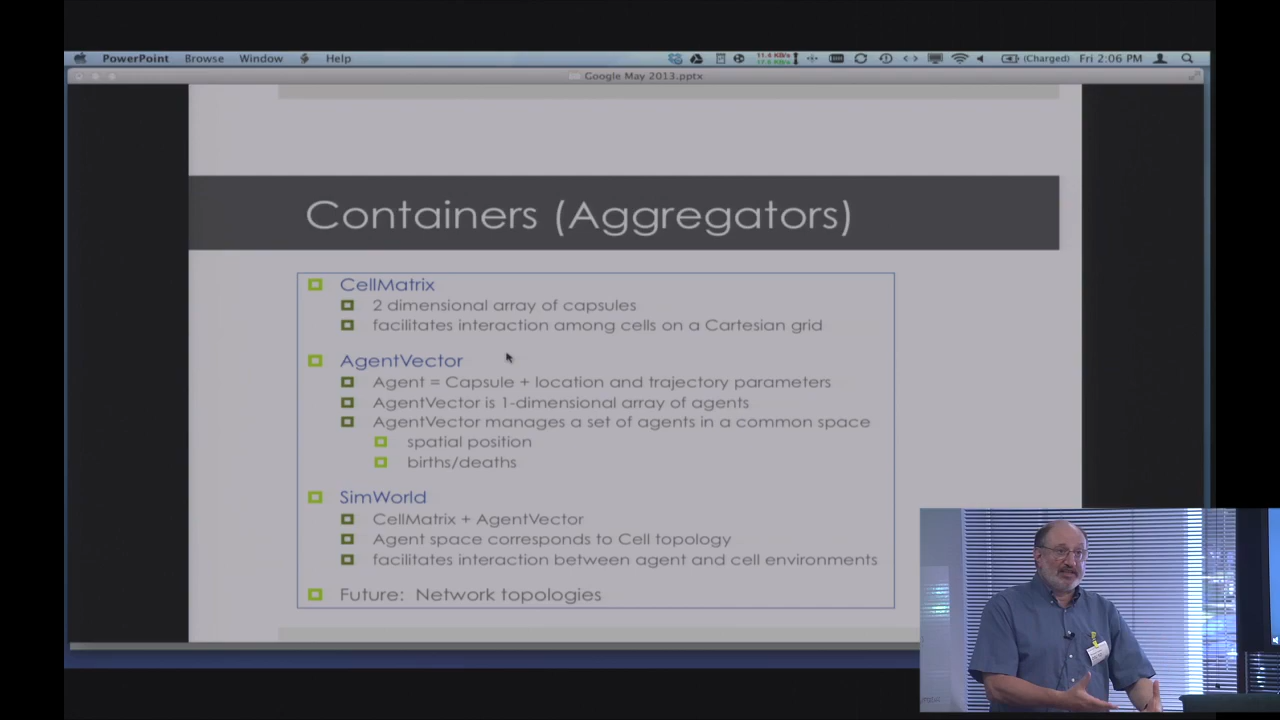 PowerPoint Browse Window Help
11.4 KB/s
(Charged) Fri 2:06 PM
Google May 2013.pptx
Containers (Aggregators)
CellMatrix
2 dimensional array of capsules
facilitates interaction among cells on a Cartesian grid
AgentVector
Agent = Capsule + location and trajectory parameters
AgentVector is 1-dimensional array of agents
AgentVector manages a set of agents in a common space
spatial position
births/deaths
SimWorld
CellMatrix + AgentVector
Agent space corresponds to Cell topology
facilitates interaction between agent and cell environments
Future: Network topologies